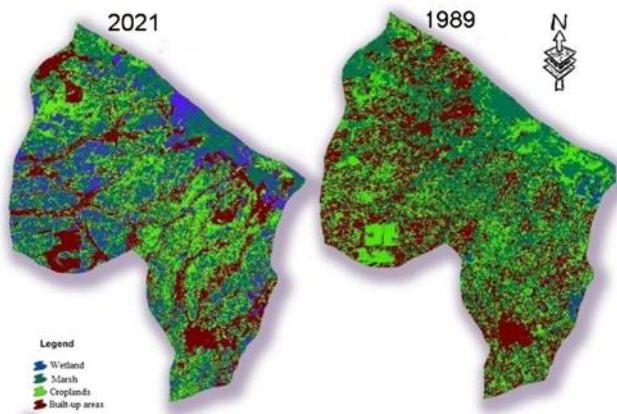 2021
1989
N
Legend
Wetland
Marsh
Croplands
Built-up areas